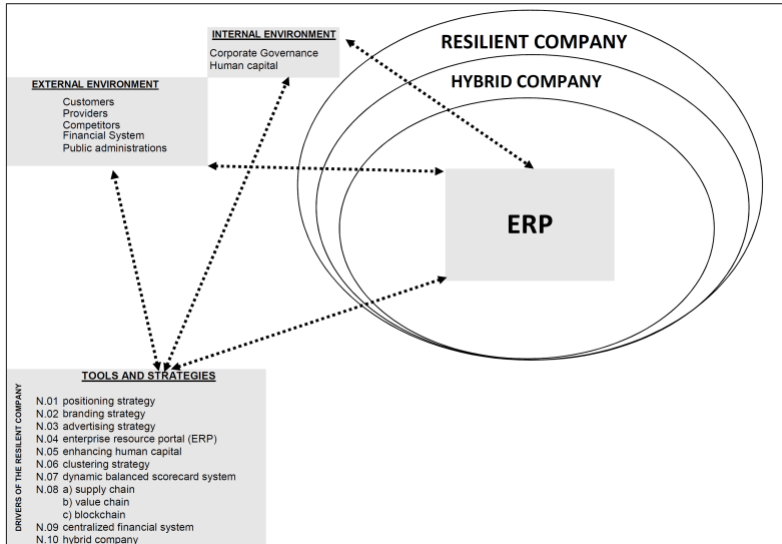 INTERNAL ENVIRONMENT
Corporate Governance
Human capital
EXTERNAL ENVIRONMENT
Customers
Providers
Competitors
Financial System
Public administrations
RESILIENT COMPANY
HYBRID COMPANY
ERP
TOOLS AND STRATEGIES
DRIVERS OF THE RESILENT COMPANY
N.01 positioning strategy
N.02 branding strategy
N.03 advertising strategy
N.04 enterprise resource portal (ERP)
N.05 enhancing human capital
N.06 clustering strategy
N.07 dynamic balanced scorecard system
N.08 a) supply chain
b) value chain
c) blockchain
N.09 centralized financial system
N.10 hybrid company